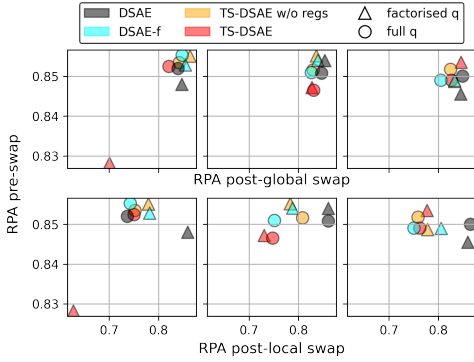 DSAE TS-DSAE w/o regs factorised q
DSAE-f TS-DSAE full q
0.85
0.84
0.83
RPA post-global swap
RPA pre-swap
0.85
0.84
0.83
0.7 0.8 0.7 0.8 0.7 0.8
RPA post-local swap